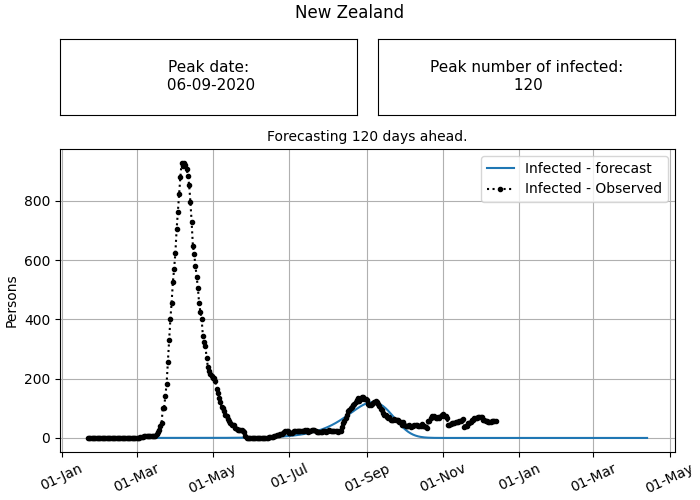 New Zealand
Peak date:
06-09-2020
Peak number of infected:
120
Forecasting 120 days ahead.
Infected - forecast
Infected - Observed
Persons
800
600
400
200
0
01-Jan
01-Mar
01-May
01-Jul
01-Sep
01-Nov
01-Jan
01-Mar
01-May